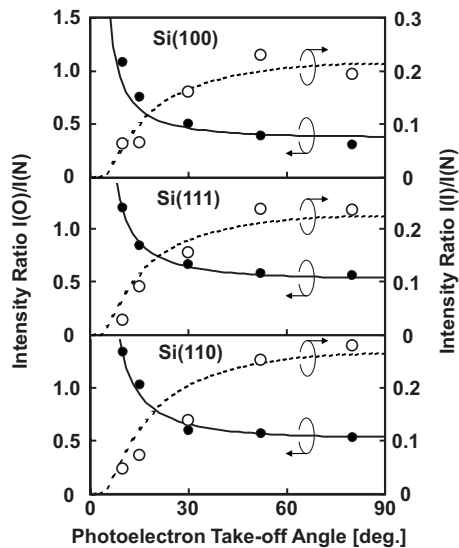 Intensity Ratio I(O)/I(N)
Intensity Ratio I(I)/I(N)
Si(100)
1.5
1.0
0.5
0
0.3
0.2
0.1
0
Si(111)
1.0
0.5
0
0.2
0.1
0
Si(110)
1.0
0.5
0
0.2
0.1
0
0 30 60 90
Photoelectron Take-off Angle [deg.]